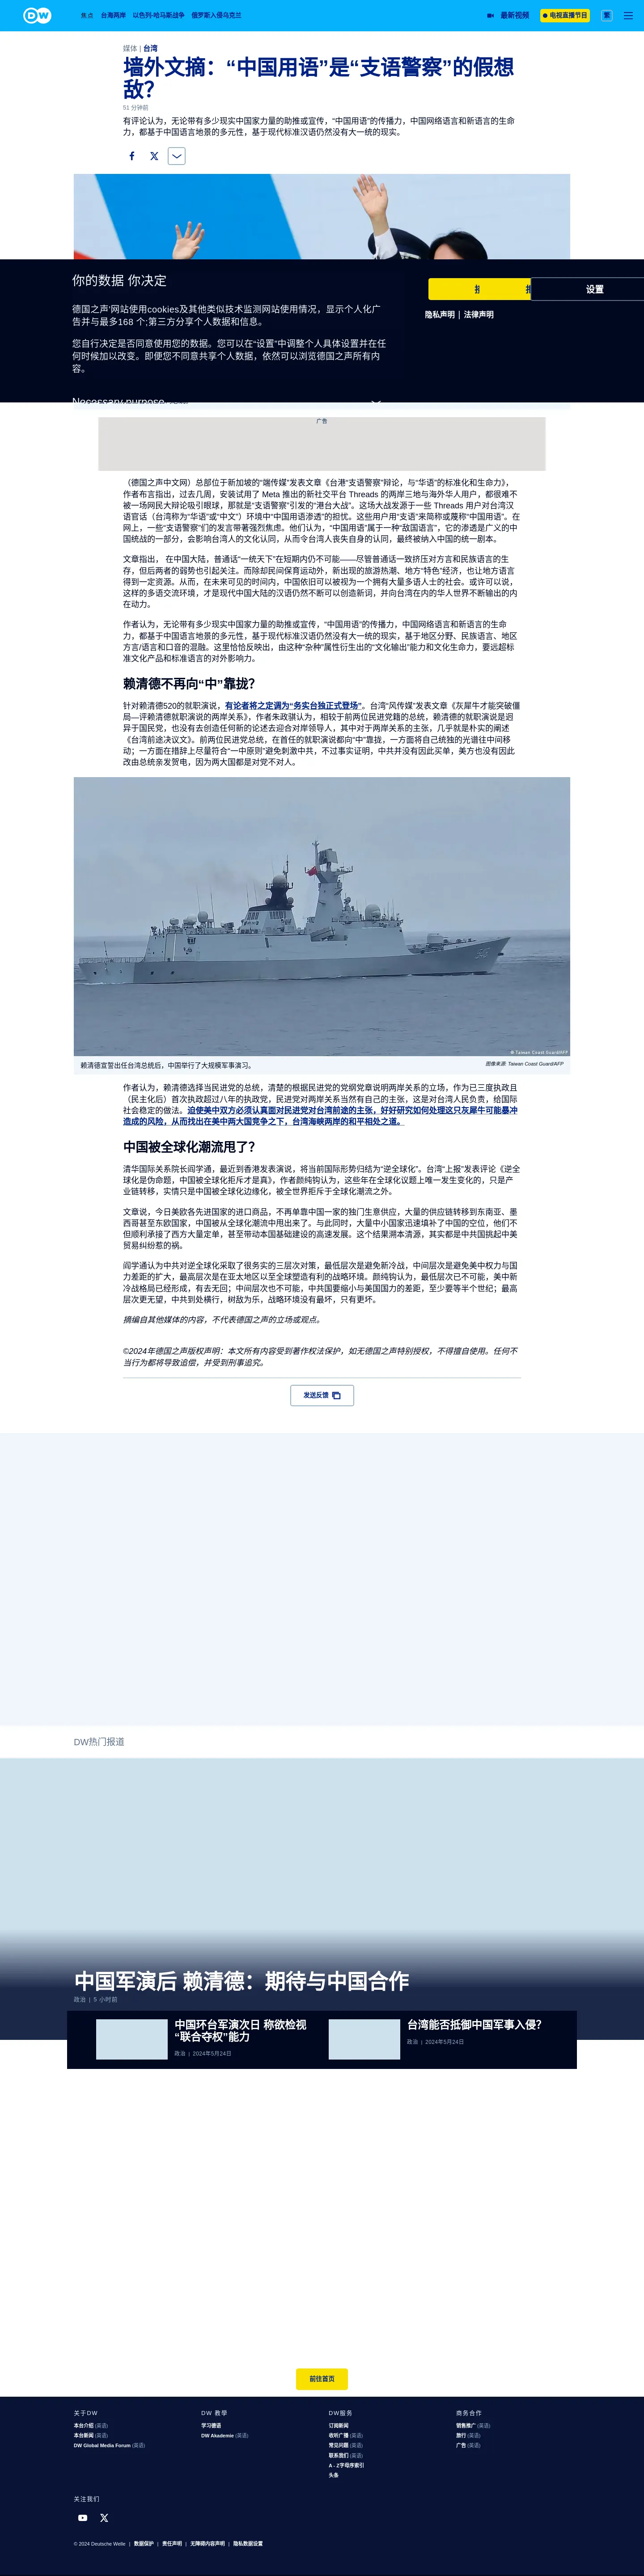 DW
焦点 台海两岸 以色列-哈马斯战争 俄罗斯入侵乌克兰
最新视频 电视直播节目 繁
媒体 | 台湾
墙外文摘：“中国用语”是“支语警察”的假想
敌？
51 分钟前
有评论认为，无论带有多少现实中国家力量的助推或宣传，“中国用语”的传播力，中国网络语言和新语言的生命
力，都基于中国语言地景的多元性，基于现代标准汉语仍然没有大一统的现实。
你的数据 你决定
德国之声'网站使用cookies及其他类似技术监测网站使用情况，显示个人化广
告并与最多168 个;第三方分享个人数据和信息。
您自行决定是否同意使用您的数据。您可以在“设置”中调整个人具体设置并在任
何时候加以改变。即便您不同意共享个人数据，依然可以浏览德国之声所有内
容。
Necessary purpose
设置
隐私声明 | 法律声明
广告
（德国之声中文网）总部位于新加坡的“端传媒”发表文章《台港“支语警察”辩论，与“华语”的标准化和生命力》，
作者布言指出，过去几周，安装试用了 Meta 推出的新社交平台 Threads 的两岸三地与海外华人用户，都很难不
被一场网民大辩论吸引眼球，那就是“支语警察”引发的“港台大战”。这场大战发源于一些 Threads 用户对台湾汉
语官话（台湾称为“华语”或“中文”）环境中“中国用语渗透”的担忧。这些用户用“支语”来简称或蔑称“中国用语”。在
网上，一些“支语警察”们的发言带著强烈焦虑。他们认为，“中国用语”属于一种“敌国语言”，它的渗透是广义的中
国统战的一部分，会影响台湾人的文化认同，从而令台湾人丧失自身的认同，最终被纳入中国的统一剧本。
文章指出， 在中国大陆，普通话“一统天下”在短期内仍不可能——尽管普通话一致挤压对方言和民族语言的生
存，但后两者的弱势也引起关注。而除却民间保育运动外，新出现的旅游热潮、地方“特色”经济，也让地方语言
得到一定资源。从而，在未来可见的时间内，中国依旧可以被视为一个拥有大量多语人士的社会。或许可以说，
这样的多语交流环境，才是现代中国大陆的汉语仍然不断可以创造新词，并向台湾在内的华人世界不断输出的内
在动力。
作者认为，无论带有多少现实中国家力量的助推或宣传，“中国用语”的传播力，中国网络语言和新语言的生命
力，都基于中国语言地景的多元性，基于现代标准汉语仍然没有大一统的现实，基于地区分野、民族语言、地区
方言/语言和口音的混融。这里恰恰反映出，由这种“杂种”属性衍生出的“文化输出”能力和文化生命力，要远超标
准文化产品和标准语言的对外影响力。
赖清德不再向“中”靠拢？
针对赖清德520的就职演说，有论者将之定调为“务实台独正式登场”。台湾“风传媒”发表文章《灰犀牛才能突破僵
局—评赖清德就职演说的两岸关系》，作者朱政骐认为，相较于前两位民进党籍的总统，赖清德的就职演说是迥
异于国民党，也没有去创造任何新的论述去迎合对岸领导人，其中对于两岸关系的主张，几乎就是朴实的阐述
《台湾前途决议文》。前两位民进党总统，在首任的就职演说都向“中”靠拢，一方面将自己统独的光谱往中间移
动；一方面在措辞上尽量符合“一中原则”避免刺激中共，不过事实证明，中共并没有因此买单，美方也没有因此
改由总统亲发贺电，因为两大国都是对党不对人。
© Taiwan Coast Guard/AFP
赖清德宣誓出任台湾总统后，中国举行了大规模军事演习。
图像来源: Taiwan Coast Guard/AFP
作者认为，赖清德选择当民进党的总统，清楚的根据民进党的党纲党章说明两岸关系的立场，作为已三度执政且
（民主化后）首次执政超过八年的执政党，民进党对两岸关系当然有自己的主张，这是对台湾人民负责，给国际
社会稳定的做法。迫使美中双方必须认真面对民进党对台湾前途的主张，好好研究如何处理这只灰犀牛可能暴冲
造成的风险，从而找出在美中两大国竞争之下，台湾海峡两岸的和平相处之道。
中国被全球化潮流甩了？
清华国际关系院长阎学通，最近到香港发表演说，将当前国际形势归结为“逆全球化”。台湾“上报”发表评论《逆全
球化是伪命题，中国被全球化拒斥才是真》，作者颜纯钩认为，这些年在全球化议题上唯一发生变化的，只是产
业链转移，实情只是中国被全球化边缘化，被全世界拒斥于全球化潮流之外。
文章说，今日美欧各先进国家的进口商品，不再单靠中国一家的独门生意供应，大量的供应链转移到东南亚、墨
西哥甚至东欧国家，中国被从全球化潮流中甩出来了。与此同时，大量中小国家迅速填补了中国的空位，他们不
但顺利承接了西方大量定单，甚至带动本国基础建设的高速发展。这个结果溯本清源，其实都是中共国挑起中美
贸易纠纷惹的祸。
阎学通认为中共对逆全球化采取了很务实的三层次对策，最低层次是避免新冷战，中间层次是避免美中权力与国
力差距的扩大，最高层次是在亚太地区以至全球塑造有利的战略环境。颜纯钩认为，最低层次已不可能，美中新
冷战格局已经形成，有去无回；中间层次也不可能，中共国要缩小与美国国力的差距，至少要等半个世纪；最高
层次更无望，中共到处横行，树敌为乐，战略环境没有最坏，只有更坏。
摘编自其他媒体的内容，不代表德国之声的立场或观点。
©2024年德国之声版权声明：本文所有内容受到著作权法保护，如无德国之声特别授权，不得擅自使用。任何不
当行为都将导致追偿，并受到刑事追究。
发送反馈
DW热门报道
中国军演后 赖清德：期待与中国合作
政治 | 5 小时前
中国环台军演次日 称欲检视
“联合夺权”能力
政治 | 2024年5月24日
台湾能否抵御中国军事入侵？
政治 | 2024年5月24日
前往首页
关于DW
本台介绍 (英语)
本台新闻 (英语)
DW Global Media Forum (英语)
DW 教學
学习德语
DW Akademie (英语)
DW服务
订阅新闻
收听广播 (英语)
常见问题 (英语)
联系我们 (英语)
A - Z字母序索引
头条
商务合作
销售推广 (英语)
旅行 (英语)
广告 (英语)
关注我们
© 2024 Deutsche Welle | 数据保护 | 责任声明 | 无障碍内容声明 | 隐私数据设置